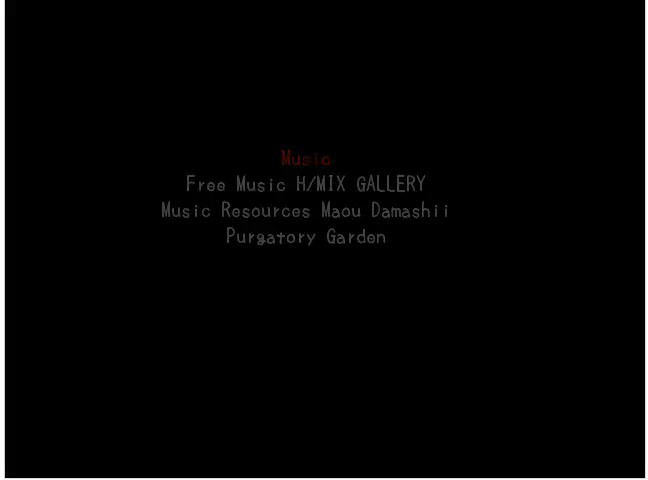 Music
Free Music H/MIX GALLERY
Music Resources Maou Damashii
Purgatory Garden